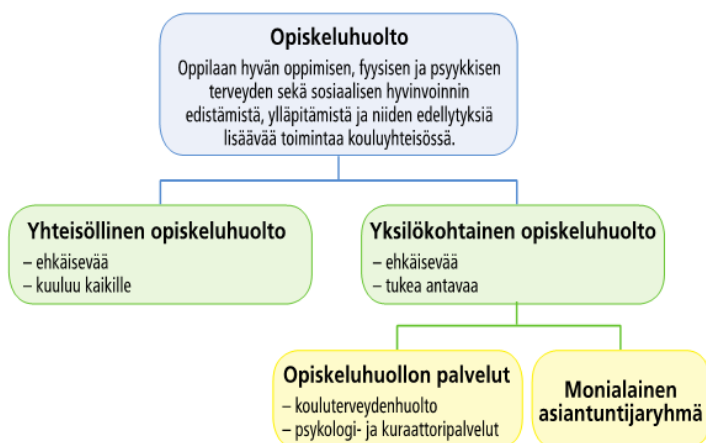 Opiskeluhuolto
Oppilaan hyvän oppimisen, fyysisen ja psyykkisen
terveyden sekä sosiaalisen hyvinvoinnin
edistämistä, ylläpitämistä ja niiden edellytyksiä
lisäävää toimintaa kouluyhteisössä.
Yhteisöllinen opiskeluhuolto
– ehkäisevää
– kuuluu kaikille
Yksilökohtainen opiskeluhuolto
– ehkäisevää
– tukea antavaa
Opiskeluhuollon palvelut
– kouluterveydenhuolto
– psykologi- ja kuraattoripalvelut
Monialainen
asiantuntijaryhmä